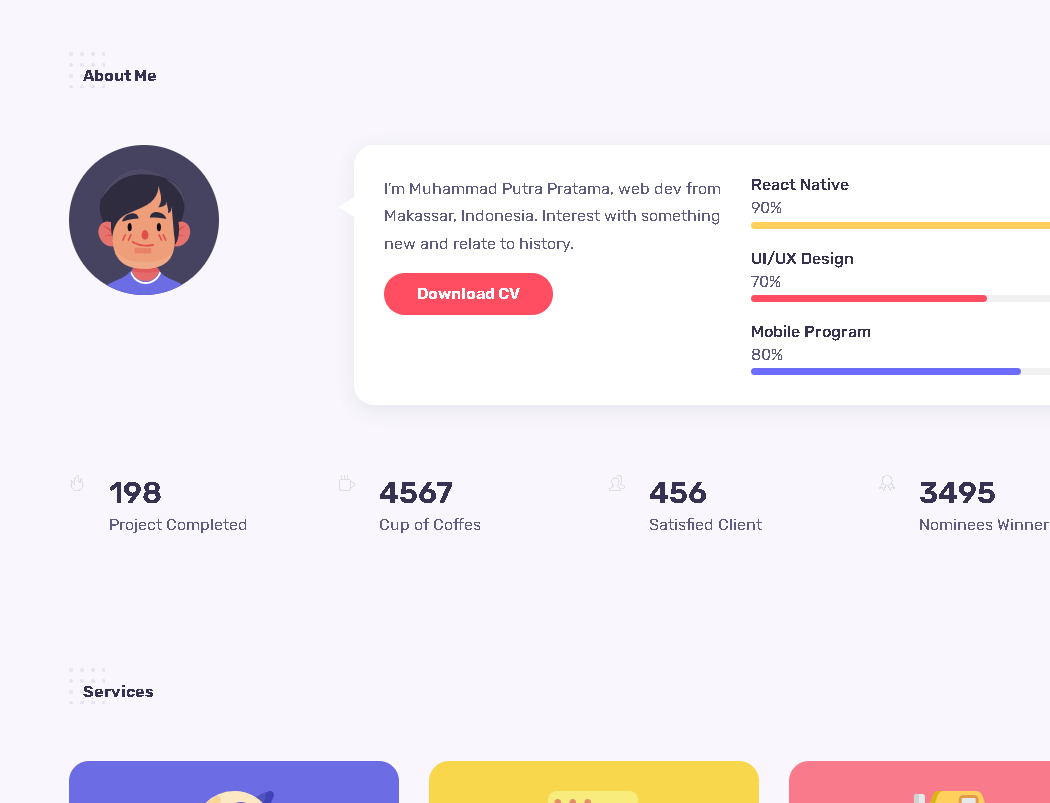 About Me
I'm Muhammad Putra Pratama, web dev from
Makassar, Indonesia. Interest with something
new and relate to history.
Download CV
React Native
90%
UI/UX Design
70%
Mobile Program
80%
198
Project Completed
4567
Cup of Coffes
456
Satisfied Client
3495
Nominees Winner
Services